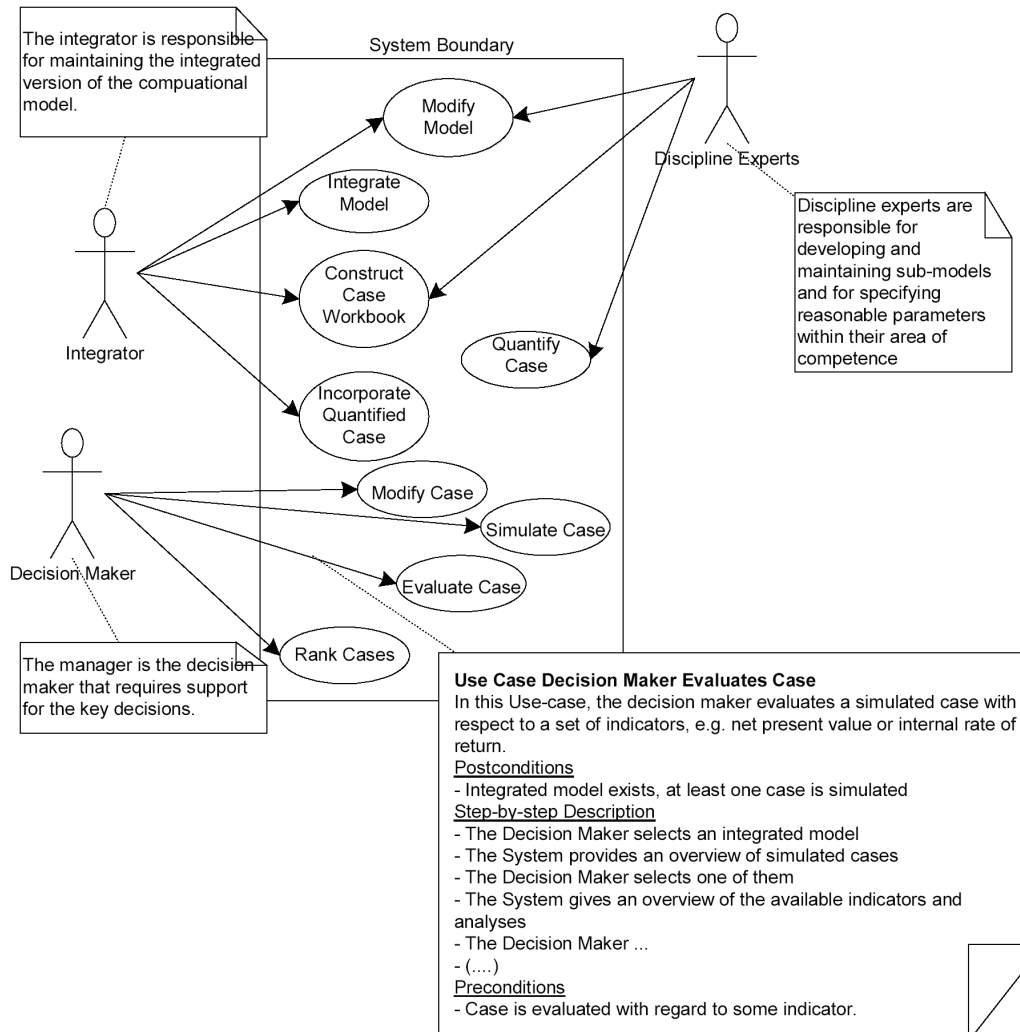 The integrator is responsible
for maintaining the integrated
version of the compuational
model.
System Boundary
Modify
Model
Discipline Experts
Integrate
Model
Discipline experts are
responsible for
developing and
maintaining sub-models
and for specifying
reasonable parameters
within their area of
competence
Construct
Case
Workbook
Integrator
Quantify
Case
Incorporate
Quantified
Case
Modify Case
Simulate Case
Decision Maker
Evaluate Case
Rank Cases
The manager is the decision
maker that requires support
for the key decisions.
Use Case Decision Maker Evaluates Case
In this Use-case, the decision maker evaluates a simulated case with
respect to a set of indicators, e.g. net present value or internal rate of
return.
Postconditions
- Integrated model exists, at least one case is simulated
Step-by-step Description
- The Decision Maker selects an integrated model
- The System provides an overview of simulated cases
- The Decision Maker selects one of them
- The System gives an overview of the available indicators and
analyses
- The Decision Maker ...
- (....)
Preconditions
- Case is evaluated with regard to some indicator.